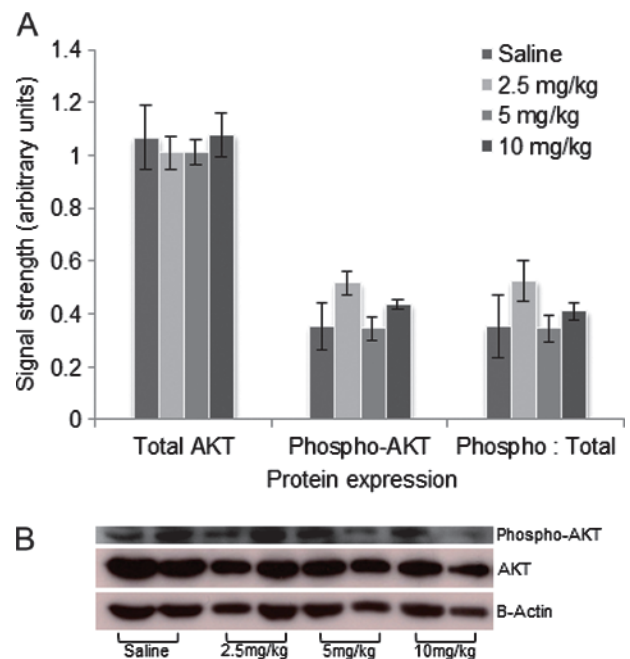 A
1.4
1.2
1
0.8
0.6
0.4
0.2
0
Signal strength (arbitrary units)
Saline
2.5 mg/kg
5 mg/kg
10 mg/kg
Total AKT Phospho-AKT Phospho : Total
Protein expression
B
Phospho-AKT
AKT
B-Actin
Saline 2.5mg/kg 5mg/kg 10mg/kg